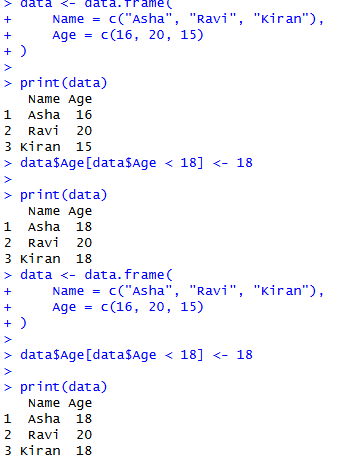 > data <- data.frame(
+     Name = c("Asha", "Ravi", "Kiran"),
+     Age = c(16, 20, 15)
+ )
>
> print(data)
   Name Age
1  Asha  16
2  Ravi  20
3 Kiran  15
> data$Age[data$Age < 18] <- 18
>
> print(data)
   Name Age
1  Asha  18
2  Ravi  20
3 Kiran  18
> data <- data.frame(
+     Name = c("Asha", "Ravi", "Kiran"),
+     Age = c(16, 20, 15)
+ )
>
> data$Age[data$Age < 18] <- 18
>
> print(data)
   Name Age
1  Asha  18
2  Ravi  20
3 Kiran  18